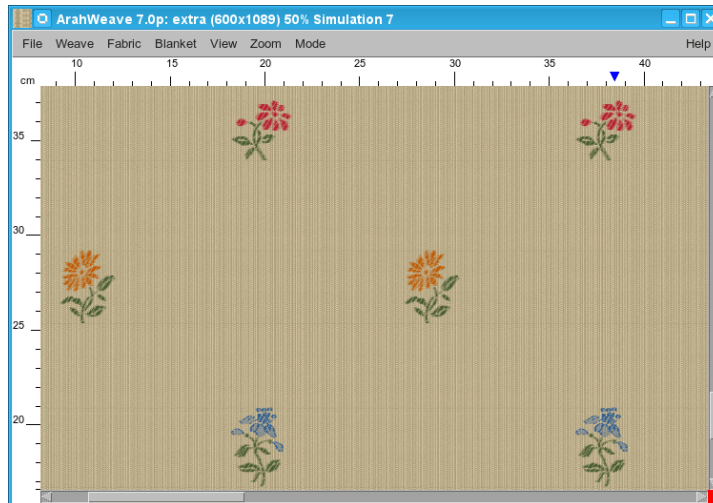 ArahWeave 7.0p: extra (600x1089) 50% Simulation 7
File Weave Fabric Blanket View Zoom Mode Help
10 15 20 25 30 35 40
cm
35
30
25
20